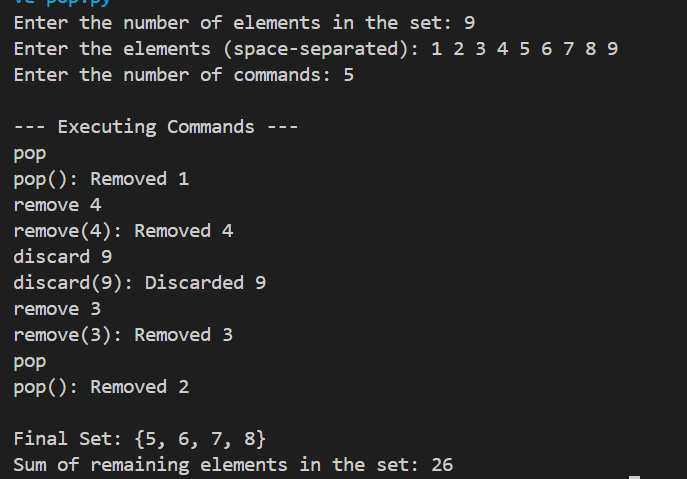 ve pop.py
Enter the number of elements in the set: 9
Enter the elements (space-separated): 1 2 3 4 5 6 7 8 9
Enter the number of commands: 5
--- Executing Commands ---
pop
pop(): Removed 1
remove 4
remove(4): Removed 4
discard 9
discard(9): Discarded 9
remove 3
remove(3): Removed 3
pop
pop(): Removed 2
Final Set: {5, 6, 7, 8}
Sum of remaining elements in the set: 26